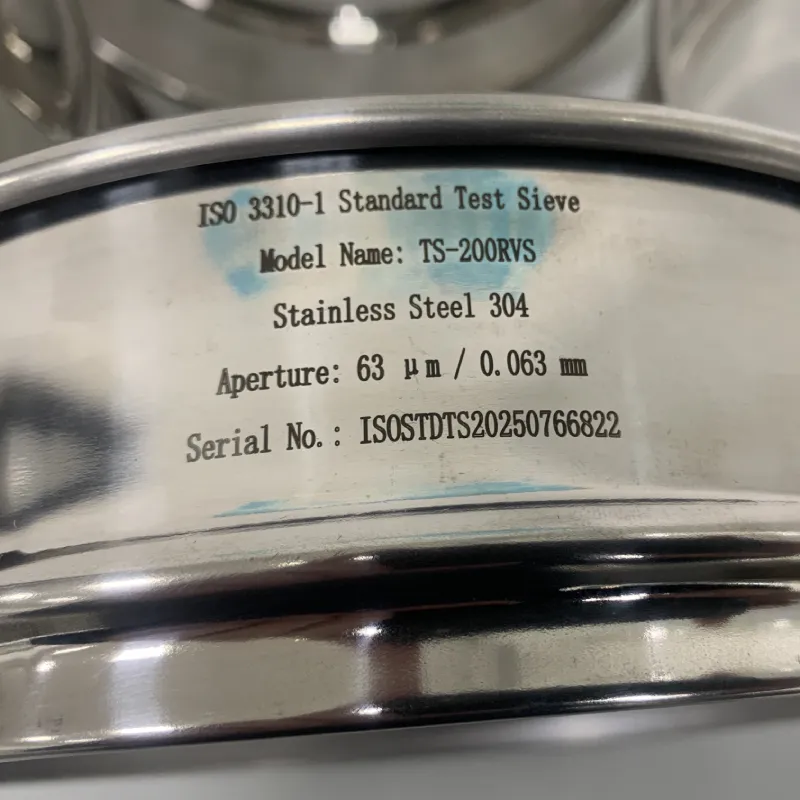 ISO 3310-1 Standard Test Sieve
Model Name: TS-200RVS
Stainless Steel 304
Aperture: 63 μm / 0.063 mm
Serial No.: ISOSTDTS20250766822